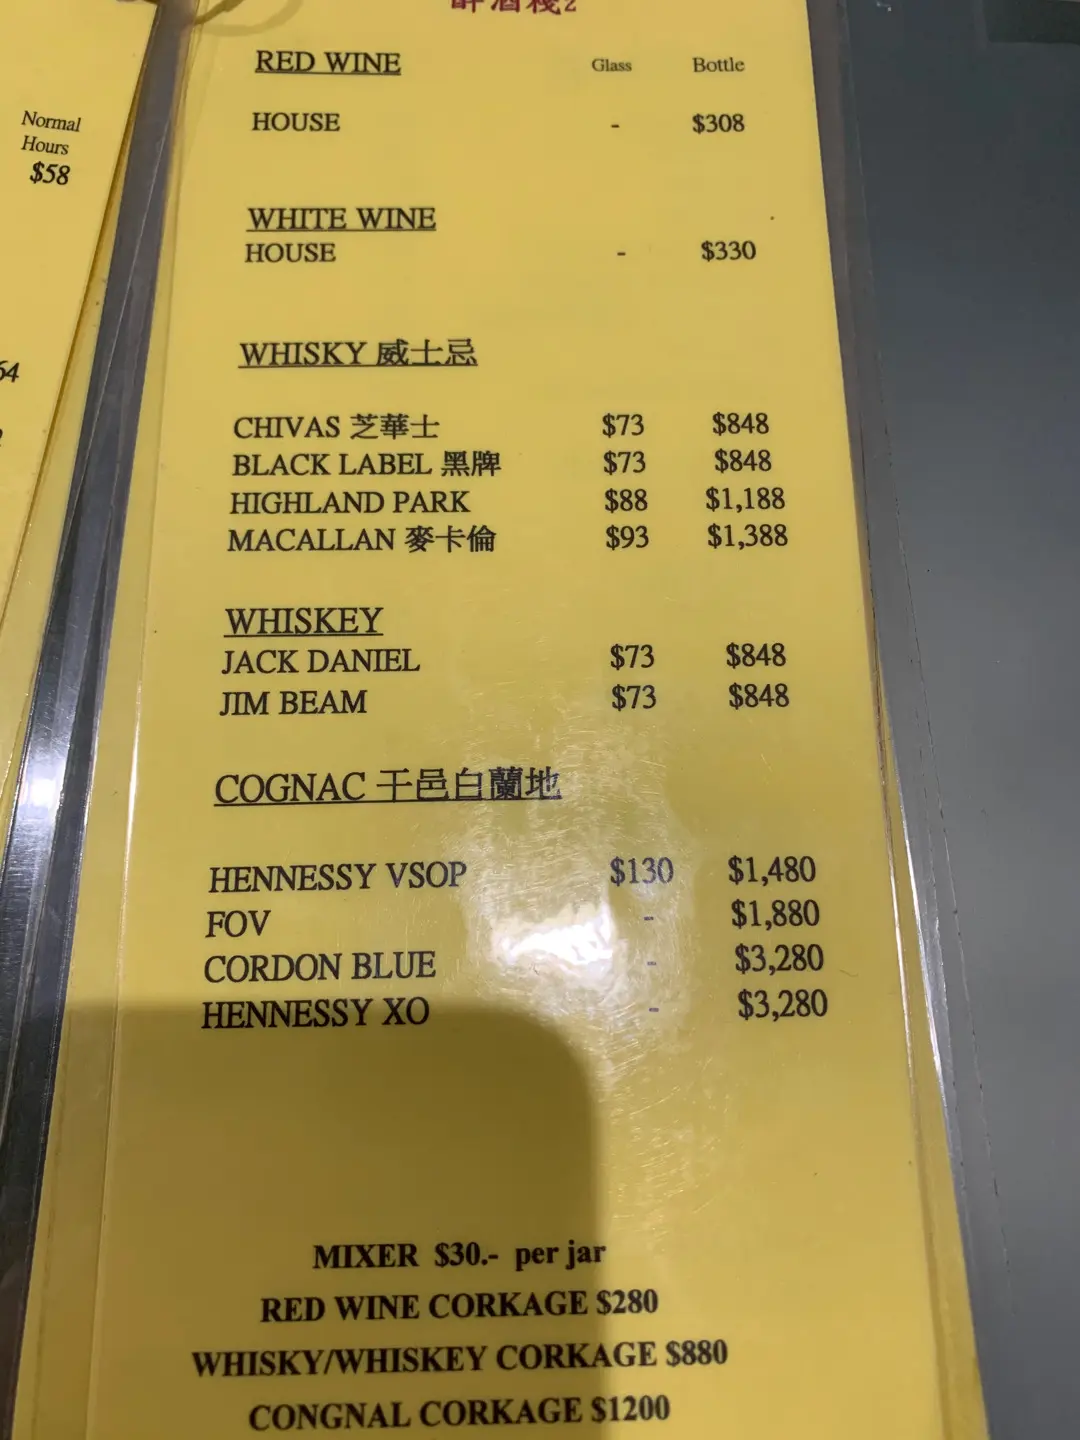 醉酒棧2
RED WINE Glass Bottle
HOUSE - $308
WHITE WINE
HOUSE - $330
WHISKY 威士忌
CHIVAS 芝華士 $73 $848
BLACK LABEL 黑牌 $73 $848
HIGHLAND PARK $88 $1,188
MACALLAN 麥卡倫 $93 $1,388
WHISKEY
JACK DANIEL $73 $848
JIM BEAM $73 $848
COGNAC 干邑白蘭地
HENNESSY VSOP $130 $1,480
FOV - $1,880
CORDON BLUE - $3,280
HENNESSY XO - $3,280
MIXER $30.- per jar
RED WINE CORKAGE $280
WHISKY/WHISKEY CORKAGE $880
CONGNAL CORKAGE $1200
Normal
Hours
$58